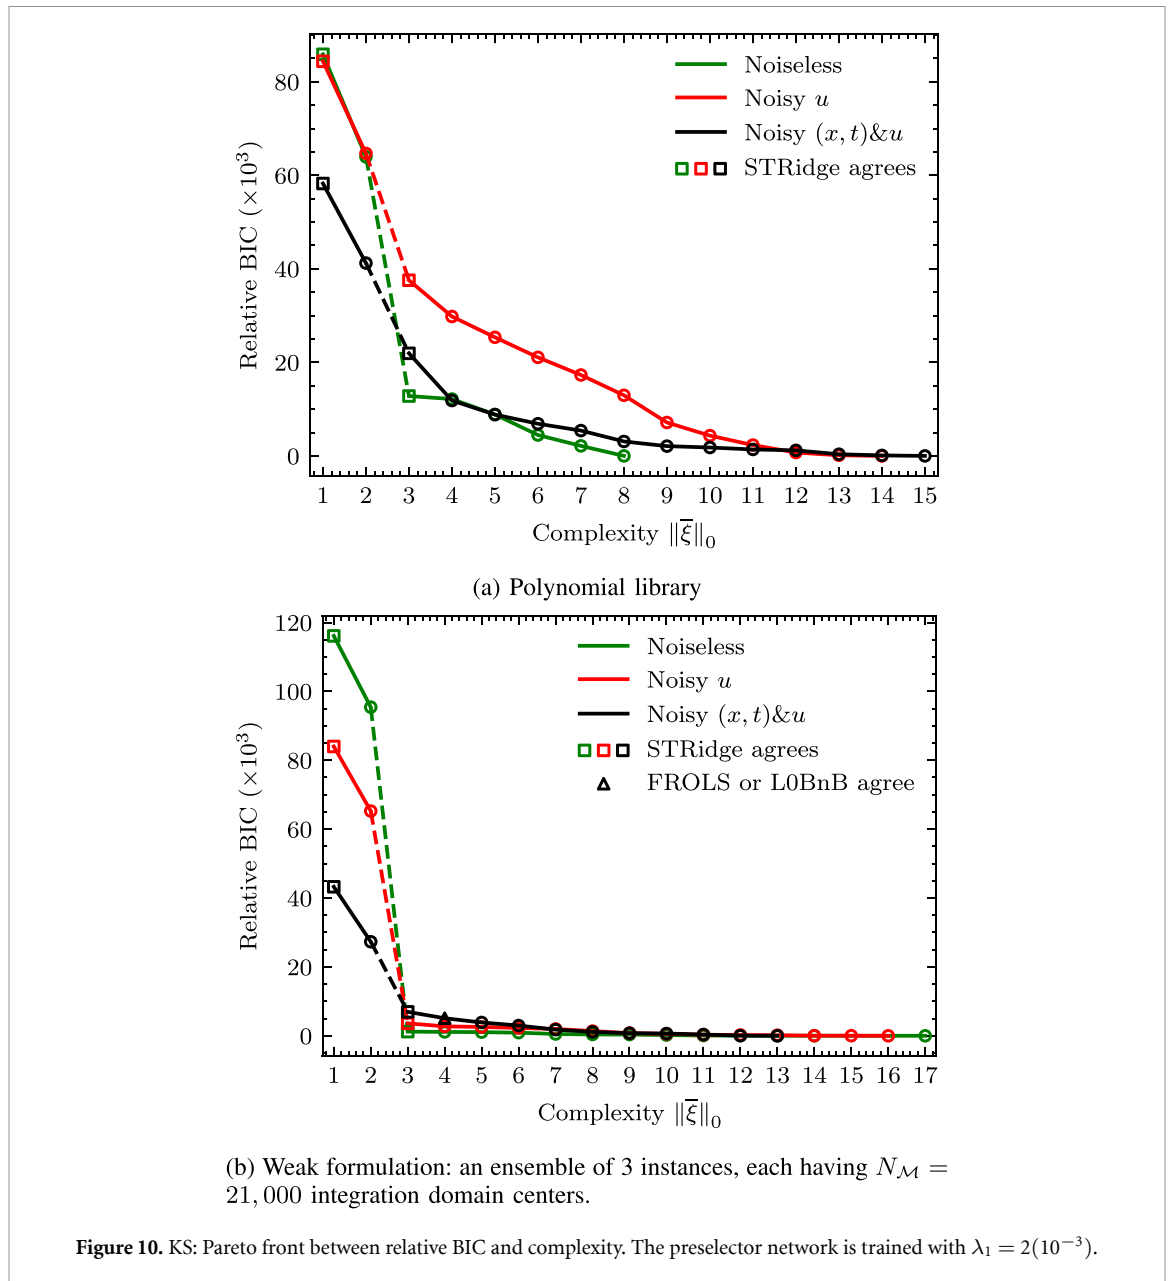 80
60
40
20
0
Relative BIC (×10³)
Noiseless
Noisy u
Noisy (x, t)&u
STRidge agrees
1 2 3 4 5 6 7 8 9 10 11 12 13 14 15
Complexity ‖ξ̅‖₀
(a) Polynomial library
120
100
80
60
40
20
0
Relative BIC (×10³)
Noiseless
Noisy u
Noisy (x, t)&u
STRidge agrees
FROLS or L0BnB agree
1 2 3 4 5 6 7 8 9 10 11 12 13 14 15 16 17
Complexity ‖ξ̅‖₀
(b) Weak formulation: an ensemble of 3 instances, each having N_ℳ =
21, 000 integration domain centers.
Figure 10. KS: Pareto front between relative BIC and complexity. The preselector network is trained with λ₁ = 2(10⁻³).